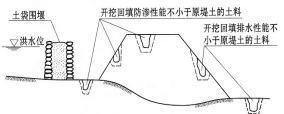 开挖回填防渗性能不小于原堤土的土料
土袋围堰
开挖回填排水性能不
小于原堤土的土料
洪水位